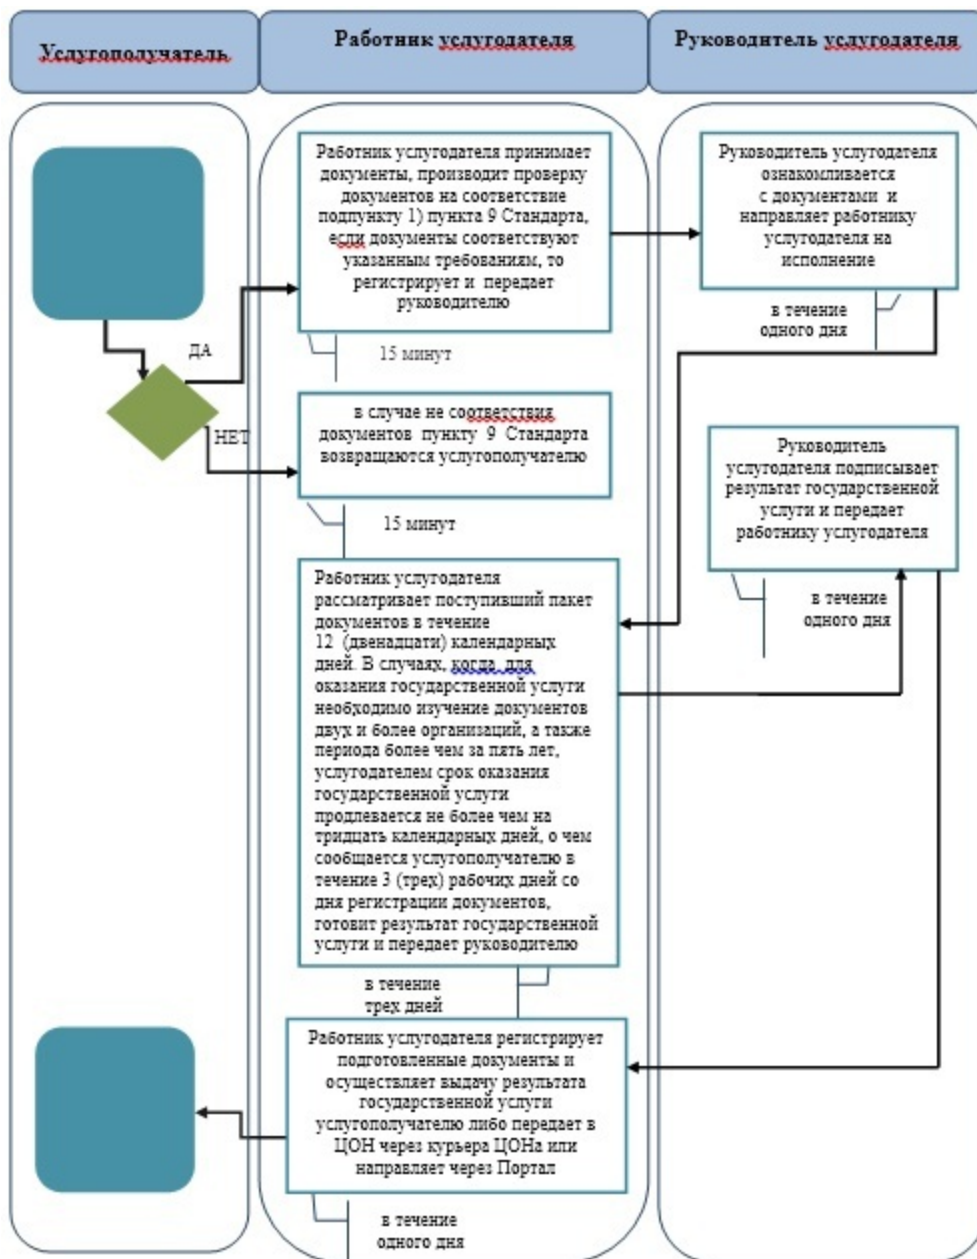 Услугополучатель
Работник услугодателя
Руководитель услугодателя
Работник услугодателя принимает
документы, производит проверку
документов на соответствие
подпункту 1) пункта 9 Стандарта,
если документы соответствуют
указанным требованиям, то
регистрирует и передает
руководителю
15 минут
Руководитель услугодателя
ознакомливается
с документами и
направляет работнику
услугодателя на
исполнение
в течение
одного дня
ДА
НЕТ
в случае не соответствия
документов пункту 9 Стандарта
возвращаются услугополучателю
15 минут
Руководитель
услугодателя подписывает
результат государственной
услуги и передает
работнику услугодателя
в течение
одного дня
Работник услугодателя
рассматривает поступивший пакет
документов в течение
12 (двенадцати) календарных
дней. В случаях, когда для
оказания государственной услуги
необходимо изучение документов
двух и более организаций, а также
периода более чем за пять лет,
услугодателем срок оказания
государственной услуги
продлевается не более чем на
тридцать календарных дней, о чем
сообщается услугополучателю в
течение 3 (трех) рабочих дней со
дня регистрации документов,
готовит результат государственной
услуги и передает руководителю
в течение
трех дней
Работник услугодателя регистрирует
подготовленные документы и
осуществляет выдачу результата
государственной услуги
услугополучателю либо передает в
ЦОН через курьера ЦОНа или
направляет через Портал
в течение
одного дня